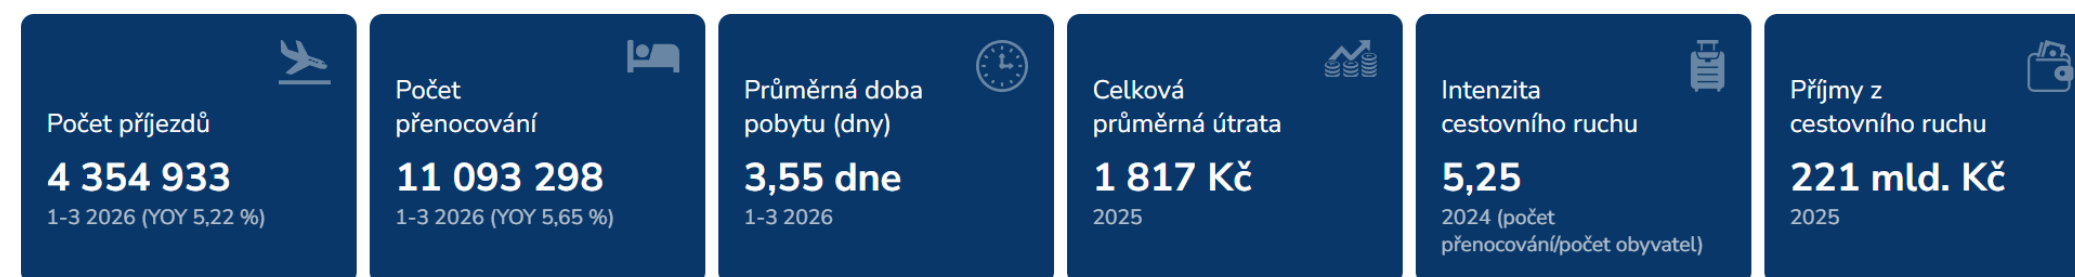 Počet příjezdů
4 354 933
1-3 2026 (YOY 5,22 %)
Počet
přenocování
11 093 298
1-3 2026 (YOY 5,65 %)
Průměrná doba
pobytu (dny)
3,55 dne
1-3 2026
Celková
průměrná útrata
1 817 Kč
2025
Intenzita
cestovního ruchu
5,25
2024 (počet
přenocování/počet obyvatel)
Příjmy z
cestovního ruchu
221 mld. Kč
2025